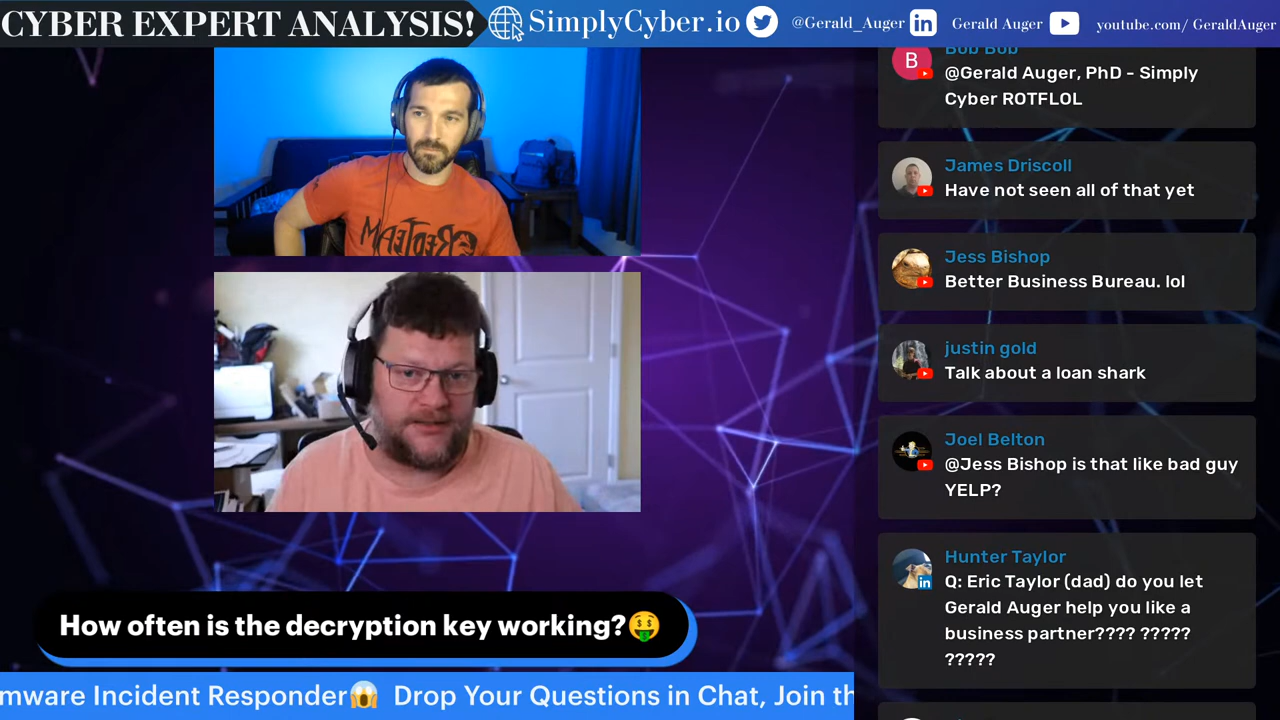 CYBER EXPERT ANALYSIS!
SimplyCyber.io
@Gerald_Auger
Gerald Auger
youtube.com/ GeraldAuger
REDTEAM
Bob Bob
@Gerald Auger, PhD - Simply
Cyber ROTFLOL
James Driscoll
Have not seen all of that yet
Jess Bishop
Better Business Bureau. lol
justin gold
Talk about a loan shark
Joel Belton
@Jess Bishop is that like bad guy
YELP?
Hunter Taylor
Q: Eric Taylor (dad) do you let
Gerald Auger help you like a
business partner???? ?????
?????
How often is the decryption key working?🤑
mware Incident Responder😱 Drop Your Questions in Chat, Join th